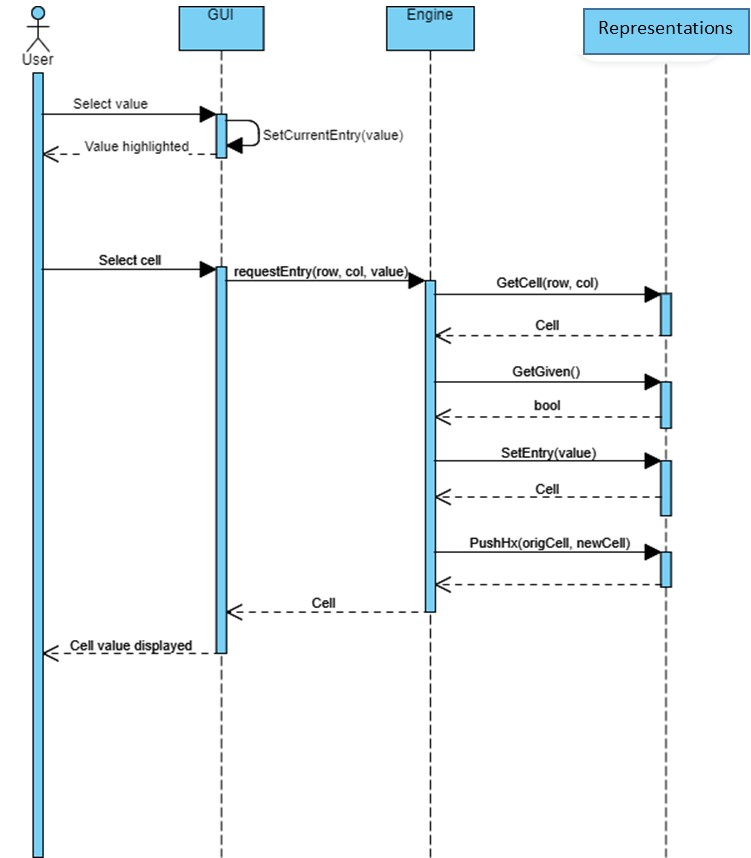 GUI
Engine
Representations
User
Select value
SetCurrentEntry(value)
Value highlighted
Select cell
requestEntry(row, col, value)
GetCell(row, col)
Cell
GetGiven()
bool
SetEntry(value)
Cell
PushHx(origCell, newCell)
Cell
Cell value displayed